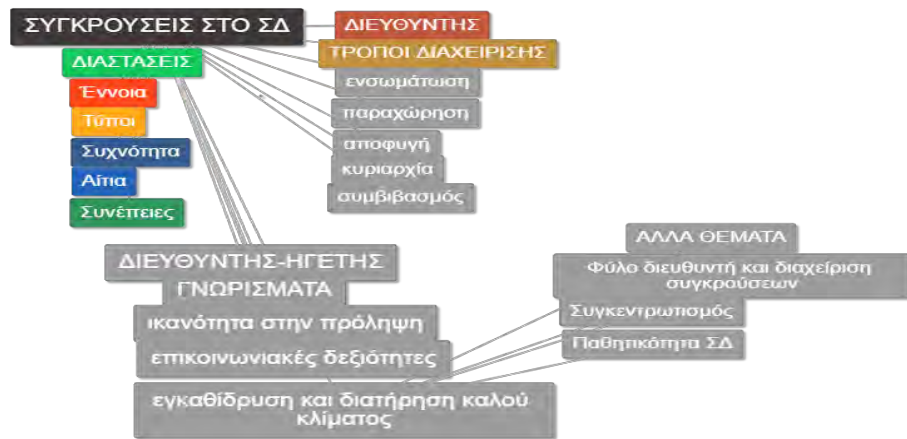 ΣΥΓΚΡΟΥΣΕΙΣ ΣΤΟ ΣΔ
ΔΙΕΥΘΥΝΤΗΣ
ΤΡΟΠΟΙ ΔΙΑΧΕΙΡΙΣΗΣ
ενσωμάτωση
παραχώρηση
αποφυγή
κυριαρχία
συμβιβασμός
ΔΙΑΣΤΑΣΕΙΣ
Έννοια
Τύποι
Συχνότητα
Αίτια
Συνέπειες
ΔΙΕΥΘΥΝΤΗΣ-ΗΓΕΤΗΣ
ΓΝΩΡΙΣΜΑΤΑ
ικανότητα στην πρόληψη
επικοινωνιακές δεξιότητες
εγκαθίδρυση και διατήρηση καλού
κλίματος
ΑΛΛΑ ΘΕΜΑΤΑ
Φύλο διευθυντή και διαχείριση
συγκρούσεων
Συγκεντρωτισμός
Παθητικότητα ΣΔ